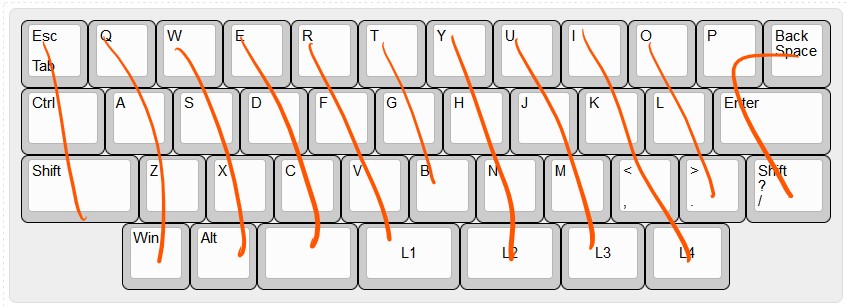 Esc Q W E R T Y U I O P Back
Tab Space
Ctrl A S D F G H J K L Enter
Shift Z X C V B N M < > Shift
?
, . /
Win Alt
L1 L2 L3 L4